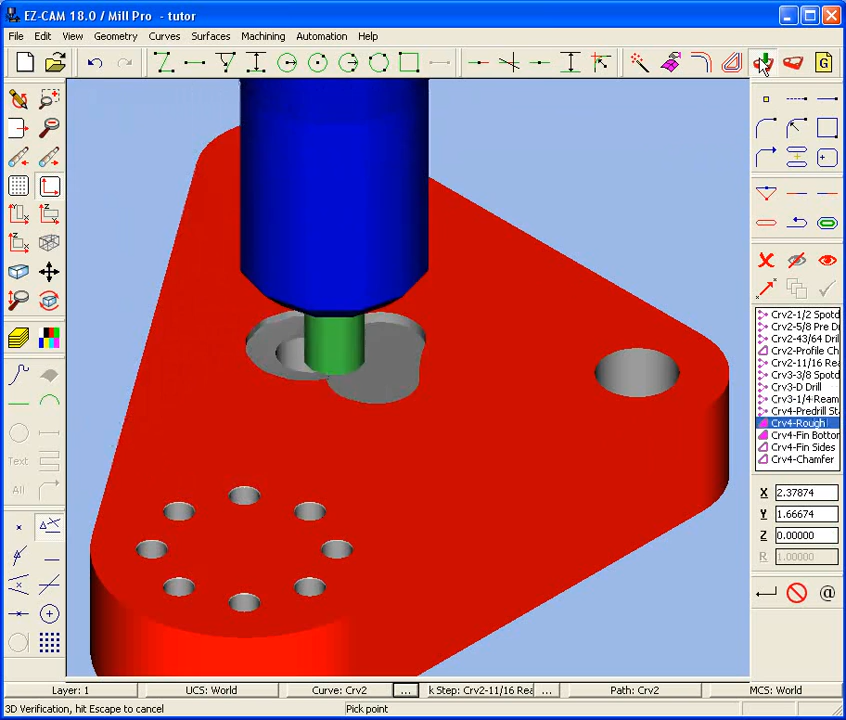 EZ-CAM 18.0 / Mill Pro - tutor
File Edit View Geometry Curves Surfaces Machining Automation Help
G
Crv2-1/2 Spotd
Crv2-5/8 Pre D
Crv2-43/64 Dril
Crv2-Profile Ch
Crv2-11/16 Rea
Crv3-3/8 Spotd
Crv3-D Drill
Crv3-1/4 Ream
Crv4-Predrill Sta
Crv4-Rough
Crv4-Fin Bottor
Crv4-Fin Sides
Crv4-Chamfer
Text
All
X 2.37874
Y 1.66674
Z 0.00000
R 1.00000
@
Layer: 1 UCS: World Curve: Crv2 ... k Step: Crv2-11/16 Rea ... Path: Crv2 MCS: World
3D Verification, hit Escape to cancel Pick point